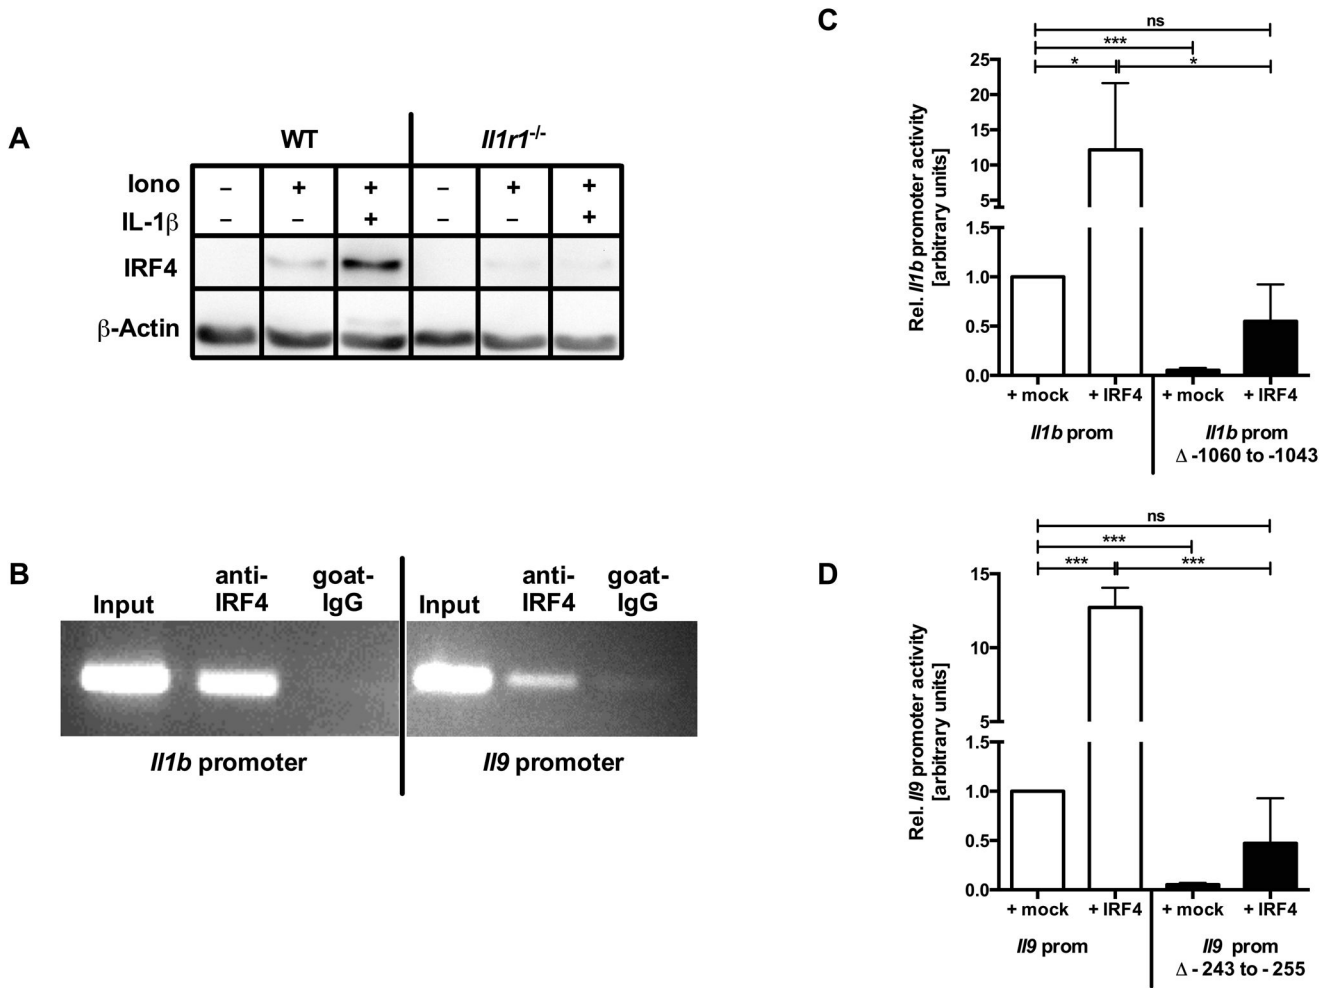 A
WT Il1r1-/-
Iono – + + – + +
IL-1β – – + – – +
IRF4
β-Actin
B
Input anti-IRF4 goat-IgG Input anti-IRF4 goat-IgG
Il1b promoter Il9 promoter
C
ns
***
* *
Rel. Il1b promoter activity
[arbitrary units]
25
20
15
10
5
1.5
1.0
0.5
0.0
+ mock + IRF4 + mock + IRF4
Il1b prom Il1b prom
Δ -1060 to -1043
D
ns
***
*** ***
Rel. Il9 promoter activity
[arbitrary units]
15
10
5
1.5
1.0
0.5
0.0
+ mock + IRF4 + mock + IRF4
Il9 prom Il9 prom
Δ - 243 to - 255